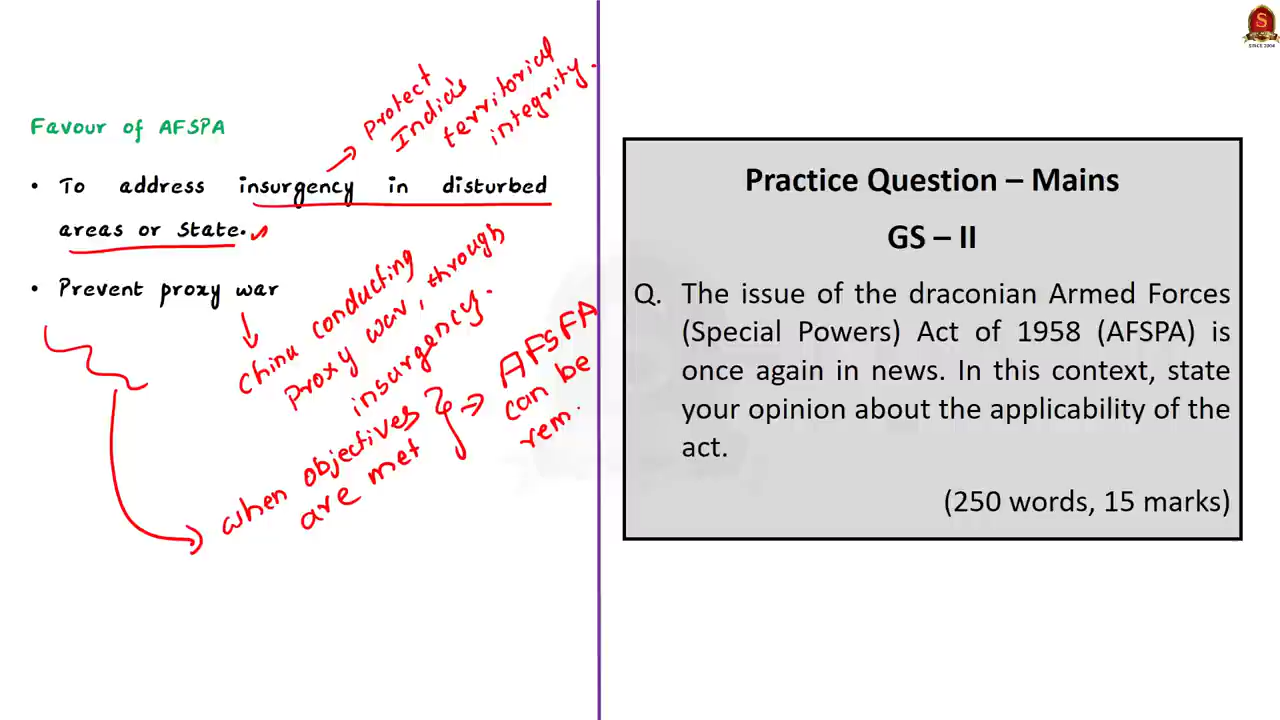 Favour of AFSPA
• To address insurgency in disturbed
areas or State.
• Prevent proxy war
Protect
India's
territorial
integrity.
China conducting
proxy war, through
insurgency.
when objectives
are met
AFSFA
can be
rem.
S
SINCE 2004
Practice Question – Mains
GS – II
Q. The issue of the draconian Armed Forces
(Special Powers) Act of 1958 (AFSPA) is
once again in news. In this context, state
your opinion about the applicability of the
act.
(250 words, 15 marks)